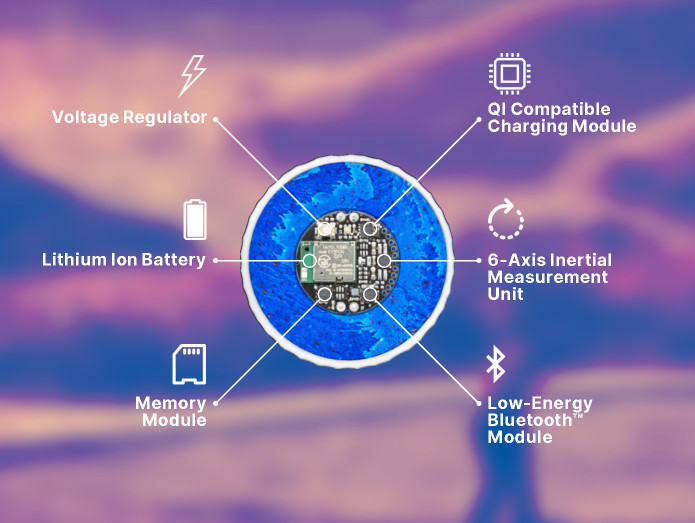 Voltage Regulator
QI Compatible
Charging Module
Lithium Ion Battery
6-Axis Inertial
Measurement
Unit
Memory
Module
Low-Energy
Bluetooth™
Module